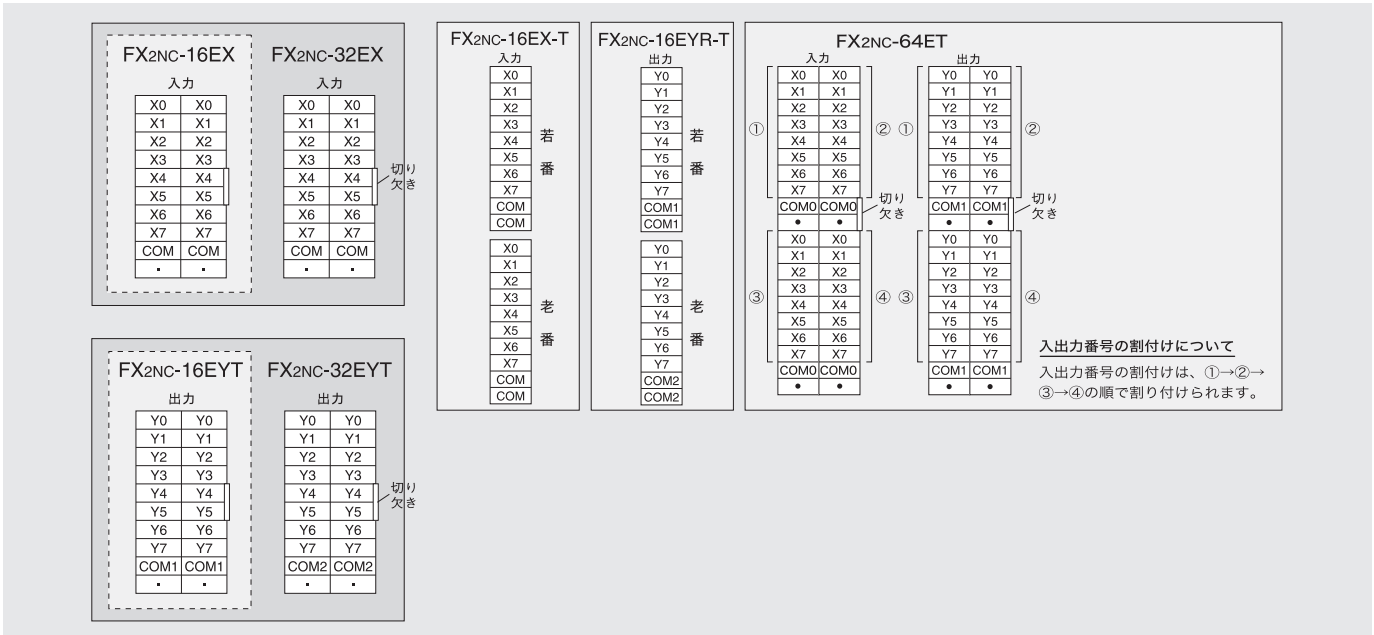 FX2NC-16EX
入力
X0 X0
X1 X1
X2 X2
X3 X3
X4 X4
X5 X5
X6 X6
X7 X7
COM COM
・ ・
FX2NC-32EX
X0 X0
X1 X1
X2 X2
X3 X3
X4 X4
X5 X5
X6 X6
X7 X7
COM COM
・ ・
切り
欠き
FX2NC-16EYT
出力
Y0 Y0
Y1 Y1
Y2 Y2
Y3 Y3
Y4 Y4
Y5 Y5
Y6 Y6
Y7 Y7
COM1 COM1
・ ・
FX2NC-32EYT
出力
Y0 Y0
Y1 Y1
Y2 Y2
Y3 Y3
Y4 Y4
Y5 Y5
Y6 Y6
Y7 Y7
COM2 COM2
・ ・
切り
欠き
FX2NC-16EX-T
入力
X0
X1
X2
X3
X4
X5
X6
X7
COM
COM
若
番
X0
X1
X2
X3
X4
X5
X6
X7
COM
COM
老
番
FX2NC-16EYR-T
出力
Y0
Y1
Y2
Y3
Y4
Y5
Y6
Y7
COM1
COM1
若
番
Y0
Y1
Y2
Y3
Y4
Y5
Y6
Y7
COM2
COM2
老
番
FX2NC-64ET
入力
X0 X0
X1 X1
X2 X2
X3 X3
X4 X4
X5 X5
X6 X6
X7 X7
COM0 COM0
● ●
① ②
切り
欠き
X0 X0
X1 X1
X2 X2
X3 X3
X4 X4
X5 X5
X6 X6
X7 X7
COM0 COM0
● ●
③ ④
出力
Y0 Y0
Y1 Y1
Y2 Y2
Y3 Y3
Y4 Y4
Y5 Y5
Y6 Y6
Y7 Y7
COM1 COM1
● ●
① ②
切り
欠き
Y0 Y0
Y1 Y1
Y2 Y2
Y3 Y3
Y4 Y4
Y5 Y5
Y6 Y6
Y7 Y7
COM1 COM1
● ●
③ ④
入出力番号の割付けについて
入出力番号の割付けは、①→②→
③→④の順で割り付けられます。